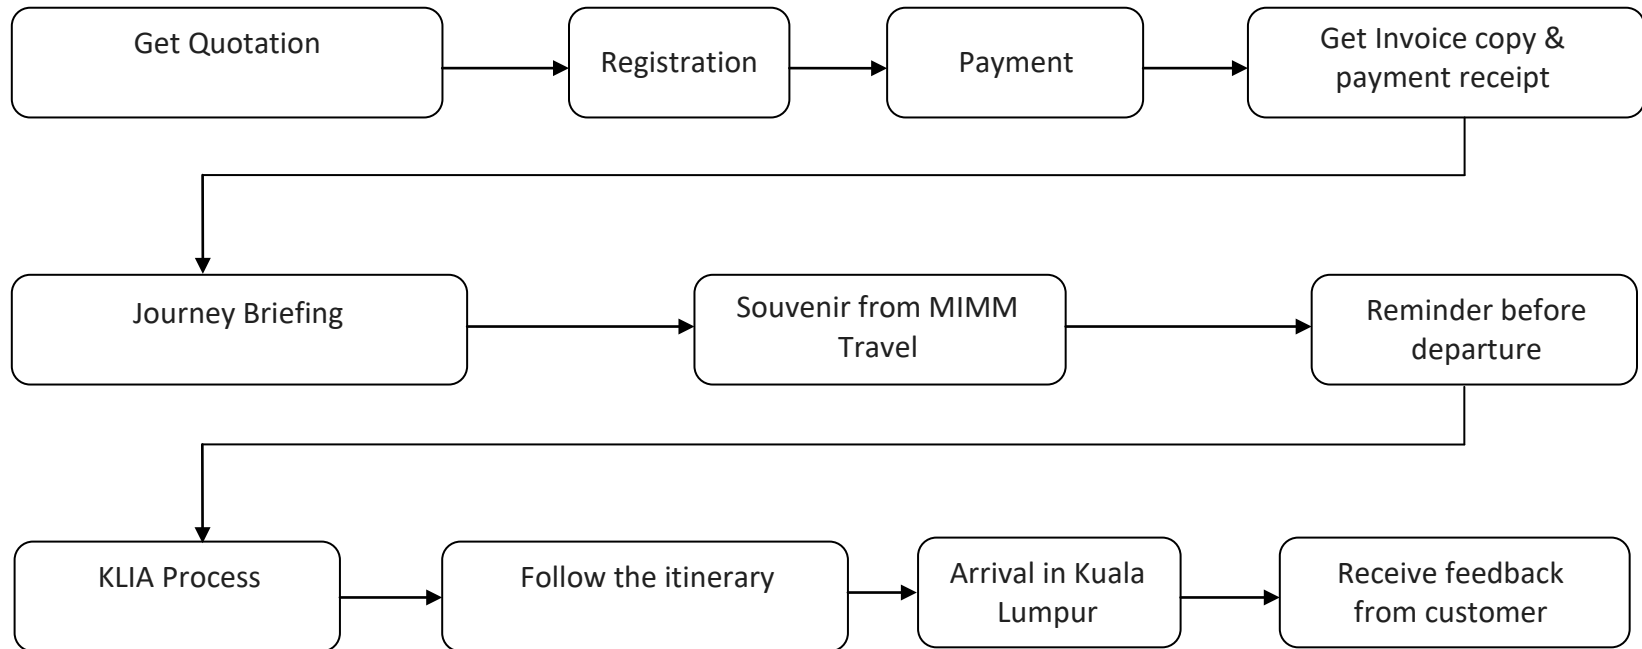 Get Quotation
Registration
Payment
Get Invoice copy &
payment receipt
Journey Briefing
Souvenir from MIMM
Travel
Reminder before
departure
KLIA Process
Follow the itinerary
Arrival in Kuala
Lumpur
Receive feedback
from customer